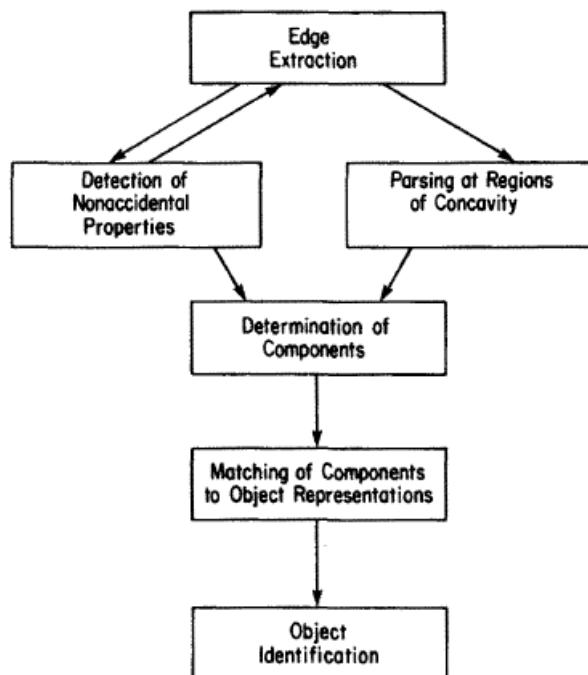 Edge
Extraction
Detection of
Nonaccidental
Properties
Parsing at Regions
of Concavity
Determination of
Components
Matching of Components
to Object Representations
Object
Identification